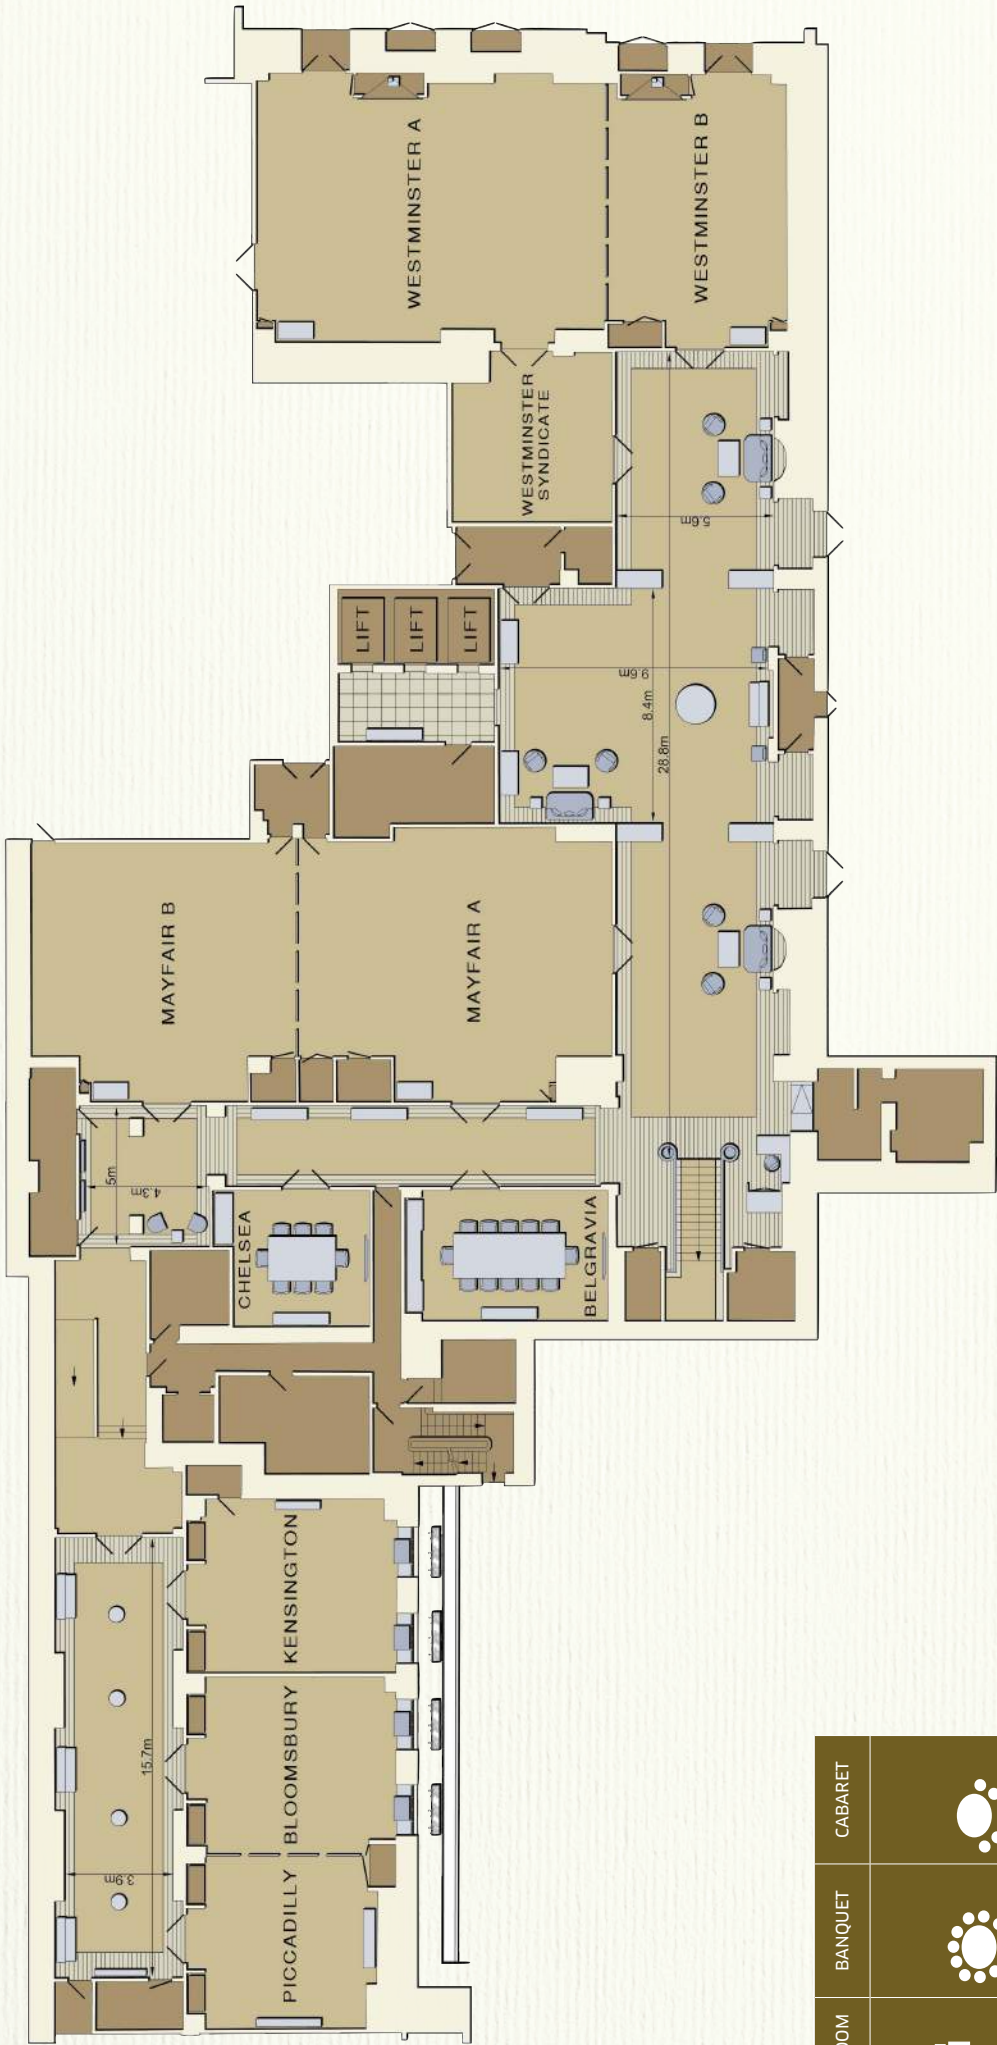 WESTMINSTER A
WESTMINSTER B
WESTMINSTER
SYNDICATE
5.6m
LIFT
LIFT
LIFT
9.6m
8.4m
28.8m
MAYFAIR B
MAYFAIR A
5m
4.3m
CHELSEA
BELGRAVIA
KENSINGTON
BLOOMSBURY
PICCADILLY
15.7m
3.9m
CABARET
BANQUET
OOM